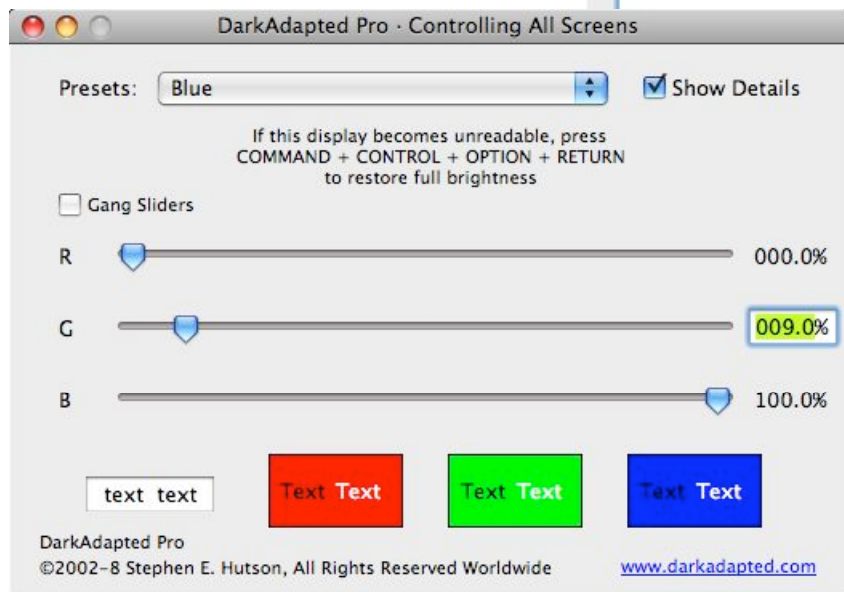 DarkAdapted Pro · Controlling All Screens
Presets: Blue Show Details
If this display becomes unreadable, press
COMMAND + CONTROL + OPTION + RETURN
to restore full brightness
Gang Sliders
R 000.0%
G 009.0%
B 100.0%
text text Text Text Text Text Text Text
DarkAdapted Pro
©2002-8 Stephen E. Hutson, All Rights Reserved Worldwide www.darkadapted.com